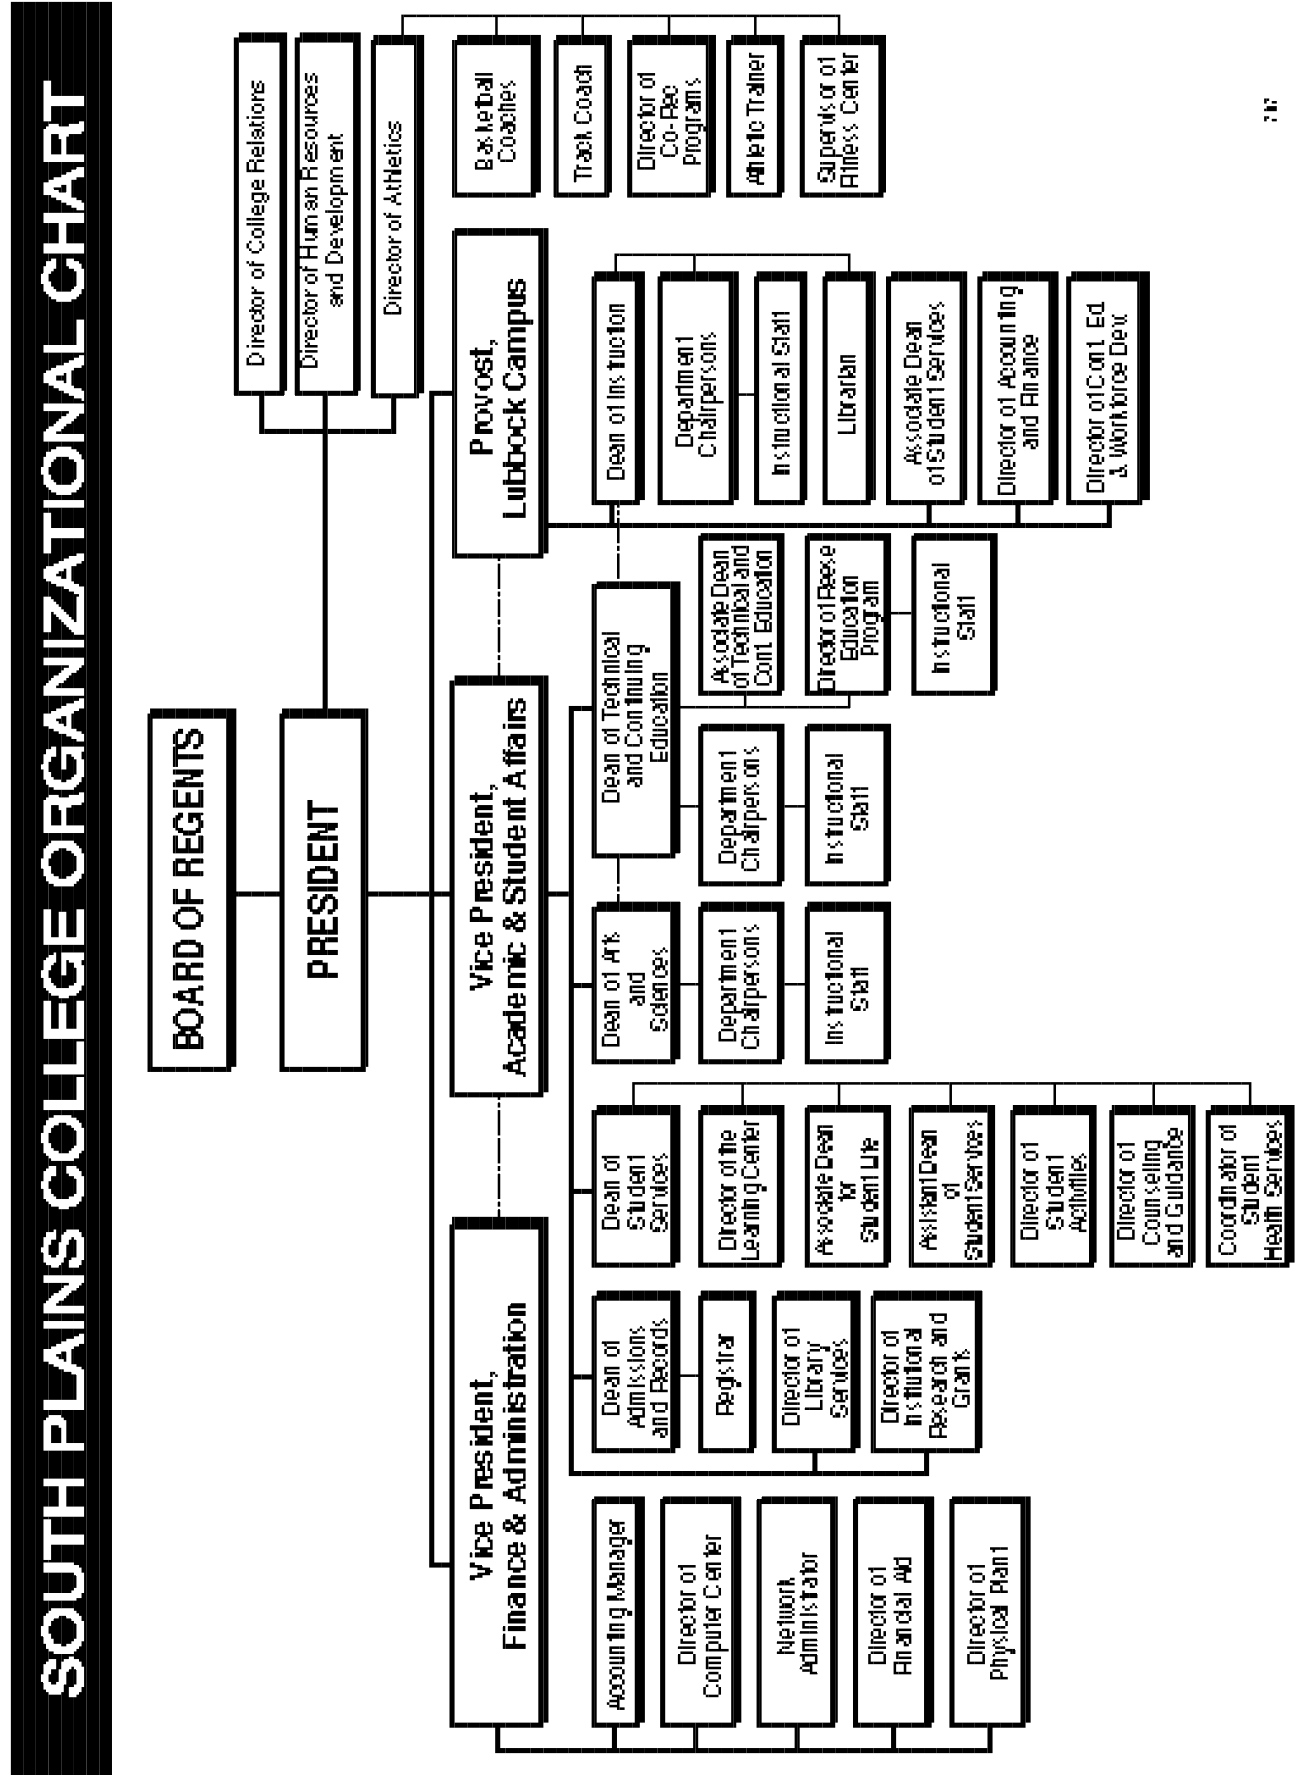 SOUTH PLAINS COLLEGE ORGANIZATIONAL CHART
BOARD OF REGENTS
PRESIDENT
Director of College Relations
Director of Human Resources
and Development
Director of Athletics
Basketball
Coaches
Track Coach
Director of
Co-Rec
Programs
Athletic Trainer
Supervisor of
Fitness Center
Vice President,
Finance & Administration
Vice President,
Academic & Student Affairs
Provost,
Lubbock Campus
Accounting Manager
Director of
Computer Center
Network
Administrator
Director of
Financial Aid
Director of
Physical Plant
Dean of
Admissions
and Records
Registrar
Director of
Library
Services
Director of
Institutional
Research and
Grants
Dean of
Student
Services
Director of the
Learning Center
Associate Dean
for
Student Life
Assistant Dean
of
Student Services
Director of
Student
Activities
Director of
Counseling
and Guidance
Coordinator of
Student
Health Services
Dean of Arts
and
Sciences
Department
Chairpersons
Instructional
Staff
Dean of Technical
and Continuing
Education
Department
Chairpersons
Instructional
Staff
Associate Dean
of Technical and
Cont. Education
Director of Reese
Education
Program
Instructional
Staff
Dean of Instruction
Department
Chairpersons
Instructional Staff
Librarian
Associate Dean
of Student Services
Director of Accounting
and Finance
Director of Cont. Ed.
& Workforce Dev.